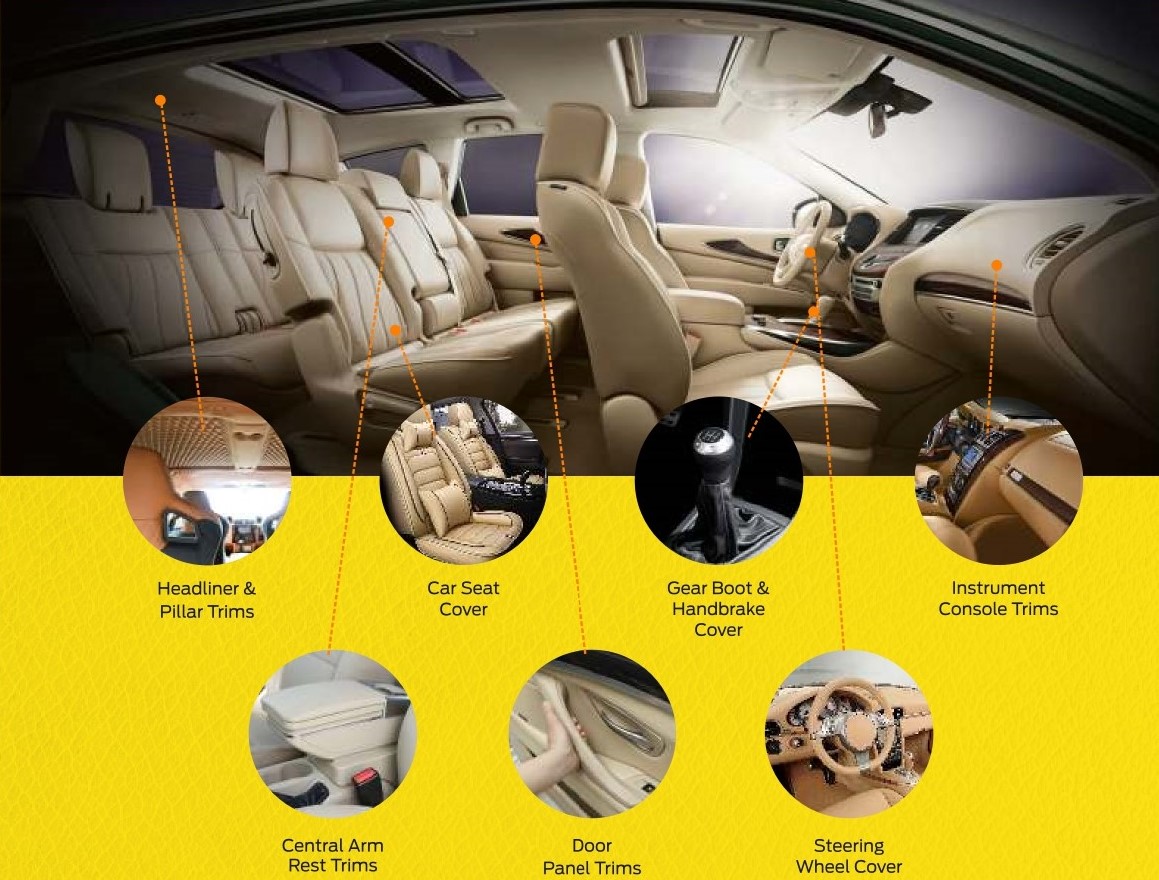 Headliner &
Pillar Trims
Car Seat
Cover
Gear Boot &
Handbrake
Cover
Instrument
Console Trims
Central Arm
Rest Trims
Door
Panel Trims
Steering
Wheel Cover